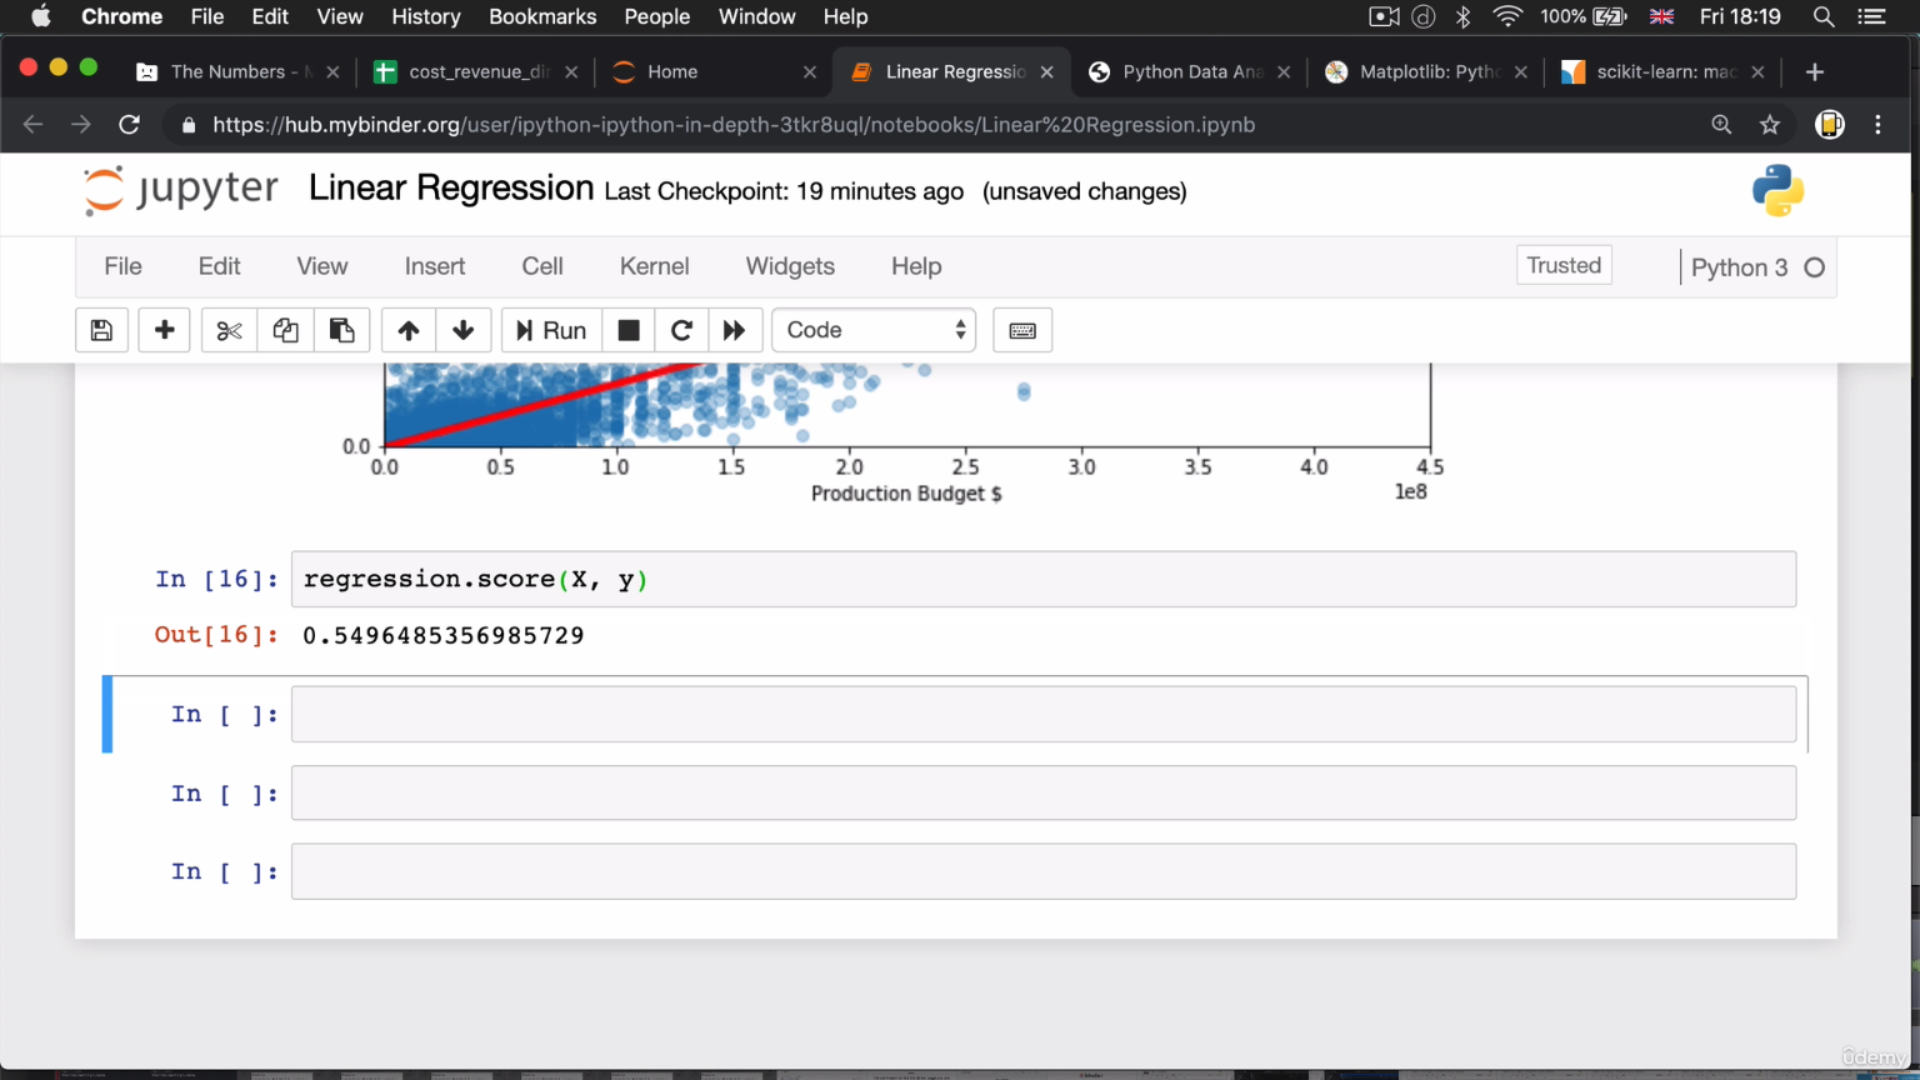 Chrome File Edit View History Bookmarks People Window Help 100% Fri 18:19
The Numbers - cost_revenue_dir Home Linear Regressio Python Data Ana Matplotlib: Pytho scikit-learn: mac
https://hub.mybinder.org/user/ipython-ipython-in-depth-3tkr8uql/notebooks/Linear%20Regression.ipynb
jupyter Linear Regression Last Checkpoint: 19 minutes ago (unsaved changes)
File Edit View Insert Cell Kernel Widgets Help Trusted Python 3
Run Code
0.0
0.0 0.5 1.0 1.5 2.0 2.5 3.0 3.5 4.0 4.5
Production Budget $ 1e8
In [16]: regression.score(X, y)
Out[16]: 0.5496485356985729
In [ ]:
In [ ]:
In [ ]:
ûdemy